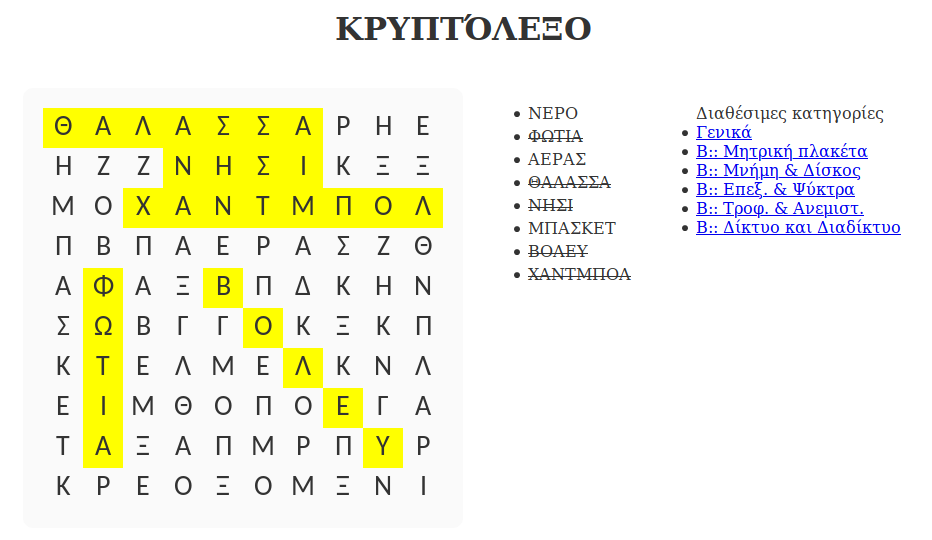 ΚΡΥΠΤΌΛΕΞΟ
Θ Α Λ Α Σ Σ Α Ρ Η Ε
Η Ζ Ζ Ν Η Σ Ι Κ Ξ Ξ
Μ Ο Χ Α Ν Τ Μ Π Ο Λ
Π Β Π Α Ε Ρ Α Σ Ζ Θ
Α Φ Α Ξ Β Π Δ Κ Η Ν
Σ Ω Β Γ Γ Ο Κ Ξ Κ Π
Κ Τ Ε Λ Μ Ε Λ Κ Ν Λ
Ε Ι Μ Θ Ο Π Ο Ε Γ Α
Τ Α Ξ Α Π Μ Ρ Π Υ Ρ
Κ Ρ Ε Ο Ξ Ο Μ Ξ Ν Ι
ΝΕΡΟ
ΦΩΤΙΑ
ΑΕΡΑΣ
ΘΑΛΑΣΣΑ
ΝΗΣΙ
ΜΠΑΣΚΕΤ
ΒΟΛΕΥ
ΧΑΝΤΜΠΟΛ
Διαθέσιμες κατηγορίες
Γενικά
Β:: Μητρική πλακέτα
Β:: Μνήμη & Δίσκος
Β:: Επεξ. & Ψύκτρα
Β:: Τροφ. & Ανεμιστ.
Β:: Δίκτυο και Διαδίκτυο